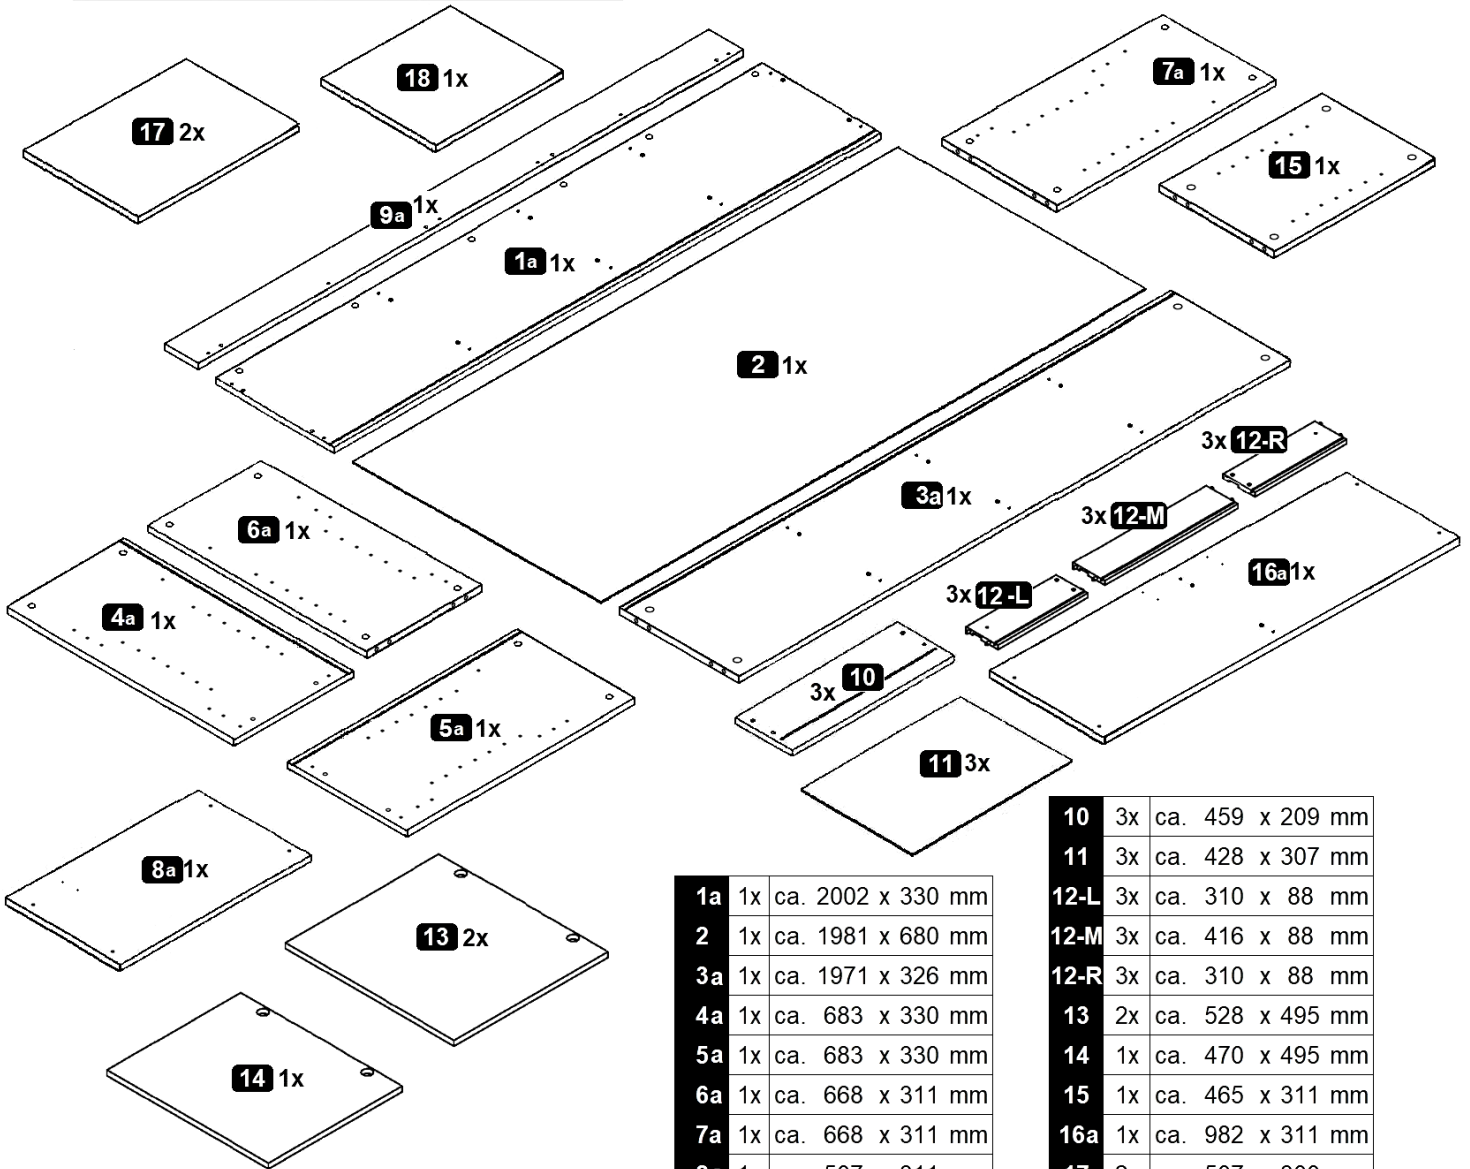 18 1x
17 2x
7a 1x
15 1x
9a 1x
1a 1x
2 1x
3x 12-R
3a 1x
3x 12-M
6a 1x
16a 1x
3x 12-L
4a 1x
3x 10
5a 1x
11 3x
8a 1x
13 2x
14 1x
1a 1x ca. 2002 x 330 mm
2 1x ca. 1981 x 680 mm
3a 1x ca. 1971 x 326 mm
4a 1x ca. 683 x 330 mm
5a 1x ca. 683 x 330 mm
6a 1x ca. 668 x 311 mm
7a 1x ca. 668 x 311 mm
10 3x ca. 459 x 209 mm
11 3x ca. 428 x 307 mm
12-L 3x ca. 310 x 88 mm
12-M 3x ca. 416 x 88 mm
12-R 3x ca. 310 x 88 mm
13 2x ca. 528 x 495 mm
14 1x ca. 470 x 495 mm
15 1x ca. 465 x 311 mm
16a 1x ca. 982 x 311 mm